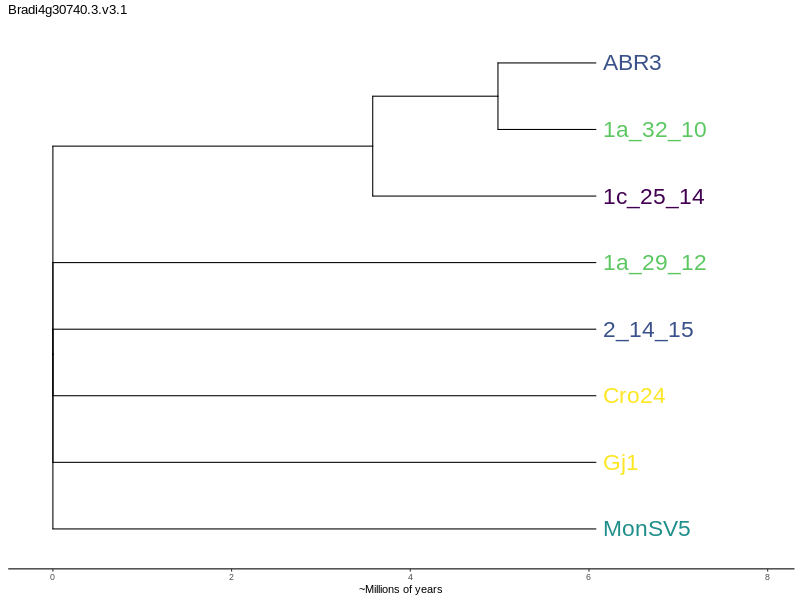 Bradi4g30740.3.v3.1
ABR3
1a_32_10
1c_25_14
1a_29_12
2_14_15
Cro24
Gj1
MonSV5
0 2 4 6 8
~Millions of years